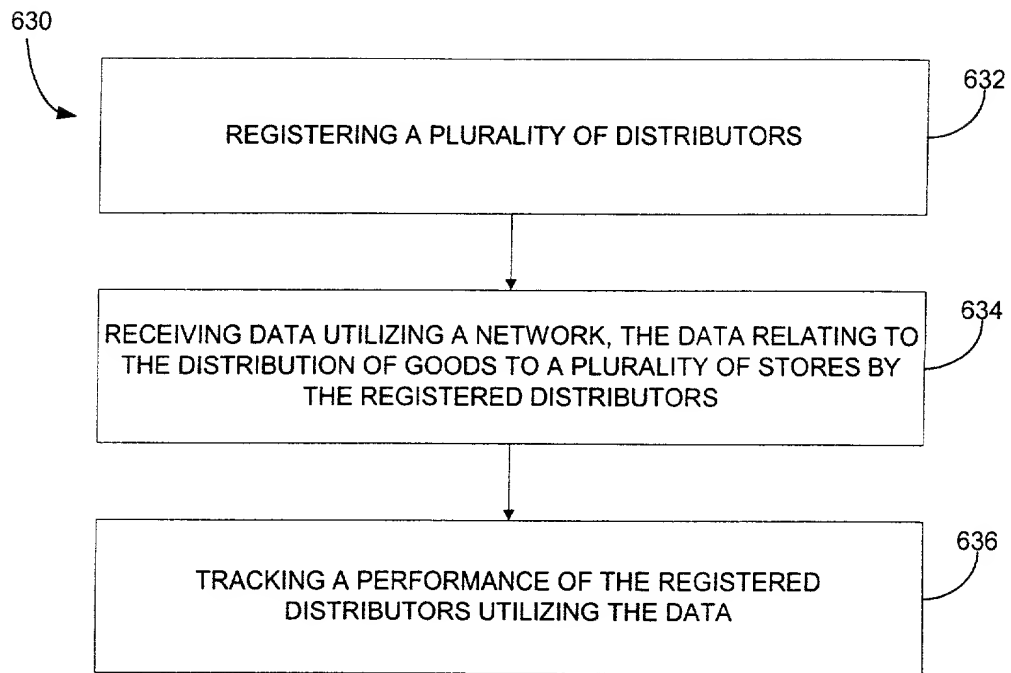 630
632
REGISTERING A PLURALITY OF DISTRIBUTORS
634
RECEIVING DATA UTILIZING A NETWORK, THE DATA RELATING TO
THE DISTRIBUTION OF GOODS TO A PLURALITY OF STORES BY
THE REGISTERED DISTRIBUTORS
636
TRACKING A PERFORMANCE OF THE REGISTERED
DISTRIBUTORS UTILIZING THE DATA